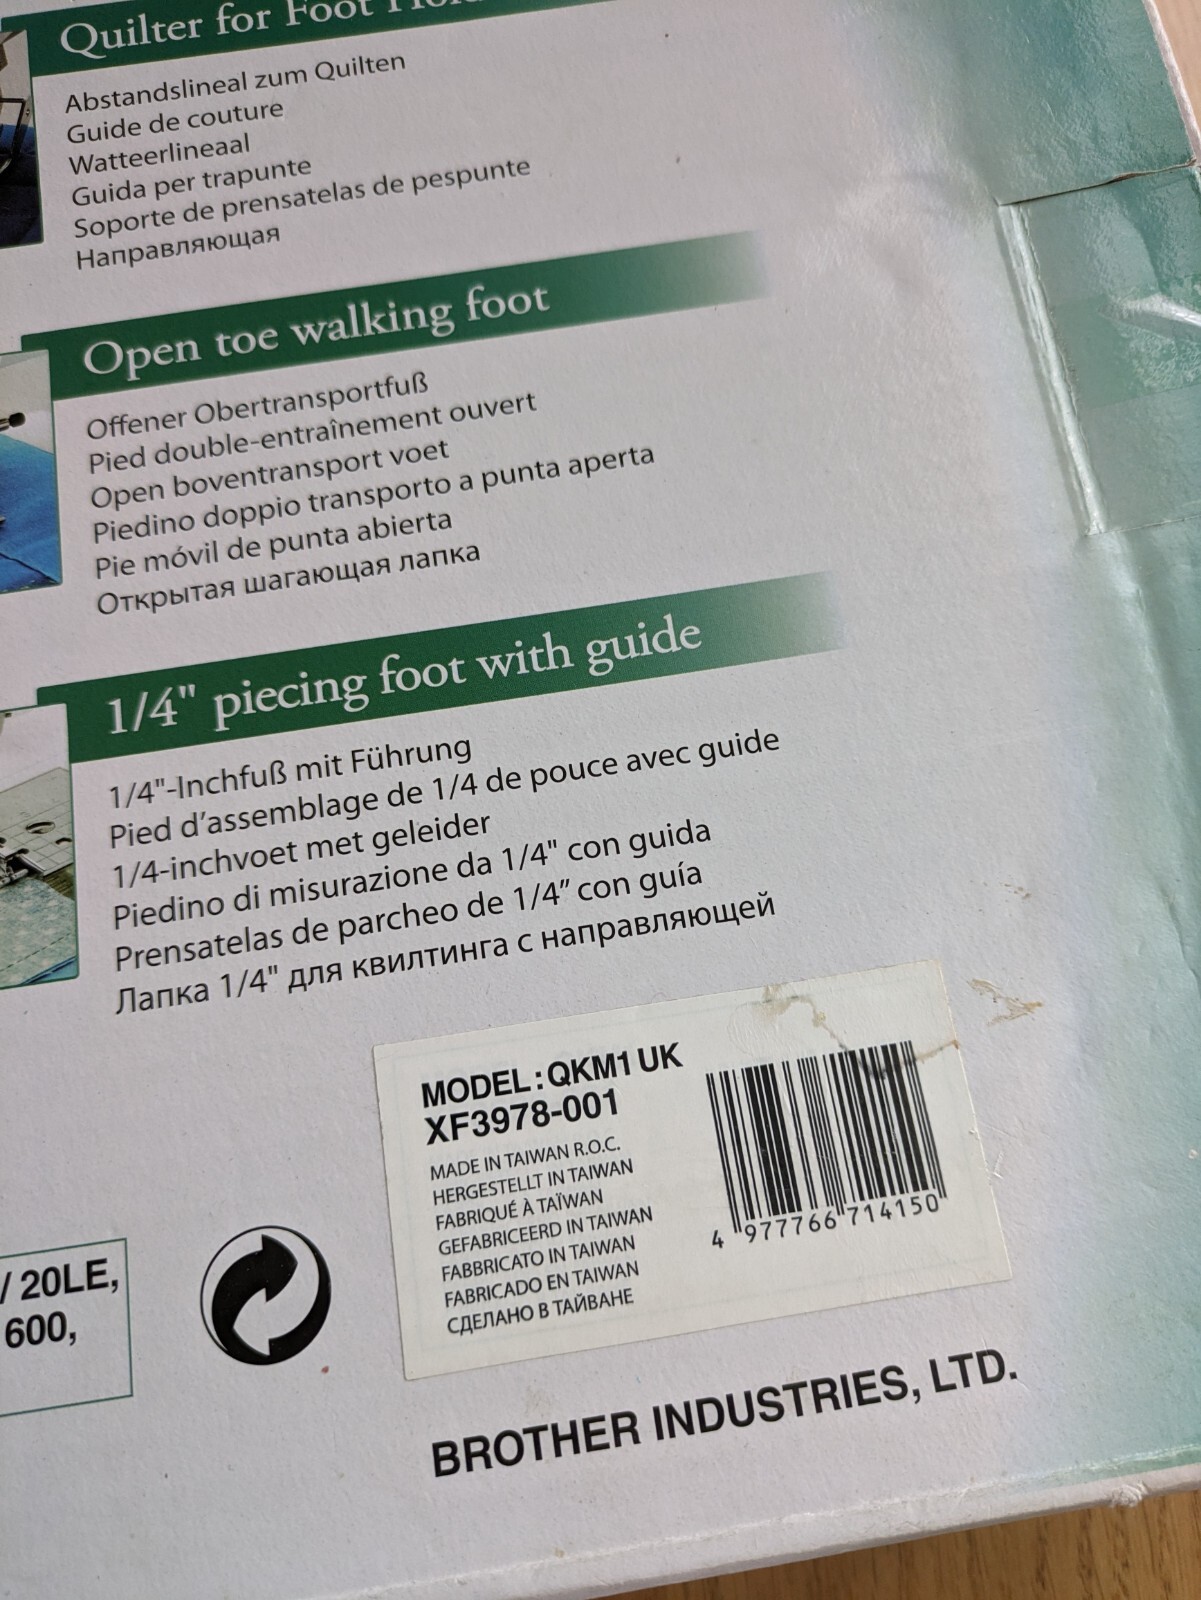 Quilter for Foot
Abstandslineal zum Quilten
Guide de couture
Watteerlineaal
Guida per trapunte
Soporte de prensatelas de pespunte
Направляющая
Open toe walking foot
Offener Obertransportfuß
Pied double-entraînement ouvert
Open boventransport voet
Piedino doppio transporto a punta aperta
Pie móvil de punta abierta
Открытая шагающая лапка
1/4" piecing foot with guide
1/4"-Inchfuß mit Führung
Pied d’assemblage de 1/4 de pouce avec guide
1/4-inchvoet met geleider
Piedino di misurazione da 1/4" con guida
Prensatelas de parcheo de 1/4” con guía
Лапка 1/4" для квилтинга с направляющей
MODEL:QKM1 UK
XF3978-001
MADE IN TAIWAN R.O.C.
HERGESTELLT IN TAIWAN
FABRIQUÉ À TAÏWAN
GEFABRICEERD IN TAIWAN
FABBRICATO IN TAIWAN
FABRICADO EN TAIWAN
СДЕЛАНО В ТАЙВАНЕ
4 977766 714150
/ 20LE,
600,
BROTHER INDUSTRIES, LTD.